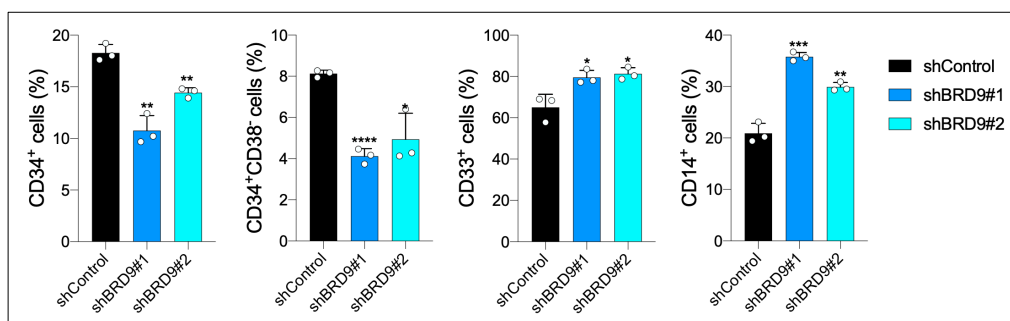 CD34⁺ cells (%)
20
15
10
5
0
**
**
shControl
shBRD9#1
shBRD9#2
CD34⁺CD38⁻ cells (%)
10
8
6
4
2
0
****
*
shControl
shBRD9#1
shBRD9#2
CD33⁺ cells (%)
100
80
60
40
20
0
*
*
shControl
shBRD9#1
shBRD9#2
CD14⁺ cells (%)
40
30
20
10
0
***
**
shControl
shBRD9#1
shBRD9#2
shControl
shBRD9#1
shBRD9#2